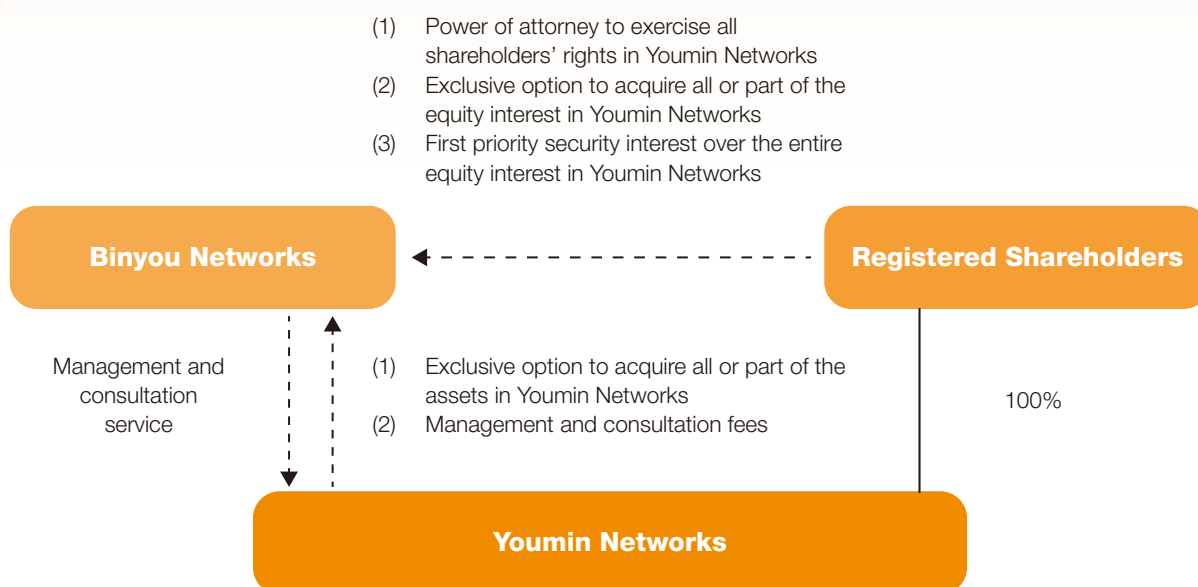 (1) Power of attorney to exercise all
shareholders’ rights in Youmin Networks
(2) Exclusive option to acquire all or part of the
equity interest in Youmin Networks
(3) First priority security interest over the entire
equity interest in Youmin Networks
Binyou Networks
Registered Shareholders
Management and
consultation
service
(1) Exclusive option to acquire all or part of the
assets in Youmin Networks
(2) Management and consultation fees
100%
Youmin Networks